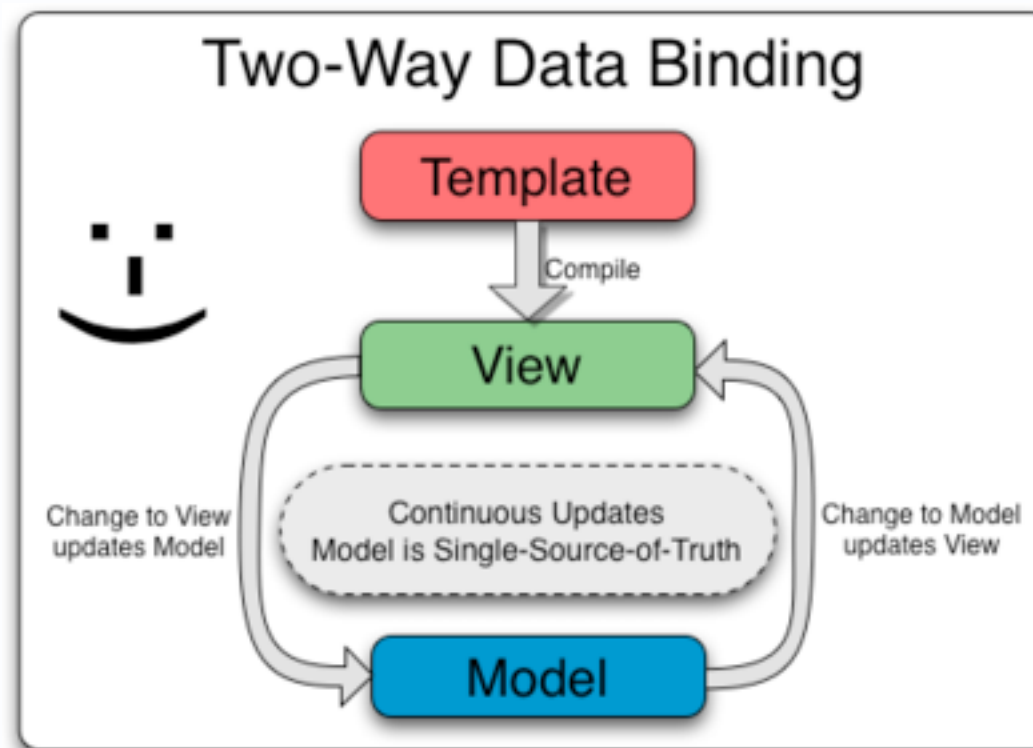 Two-Way Data Binding
Template
Compile
View
Change to View
updates Model
Continuous Updates
Model is Single-Source-of-Truth
Change to Model
updates View
Model